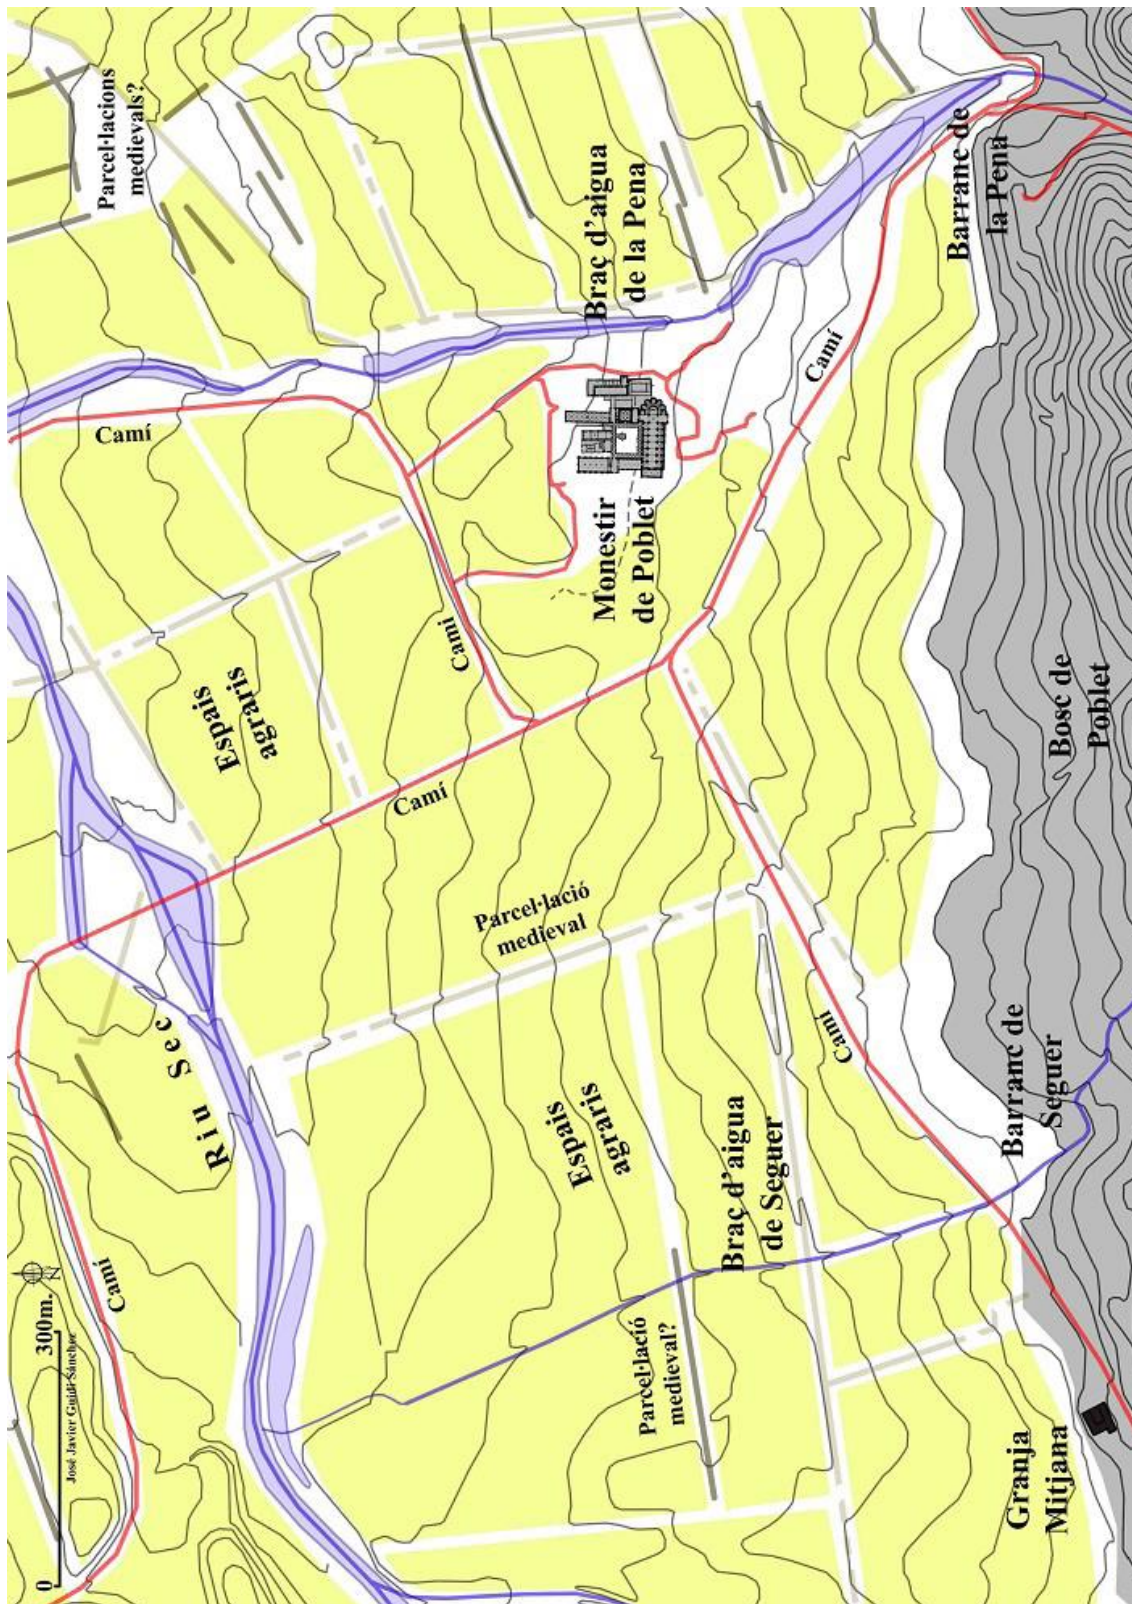 Parcel·lacions
medievals?
Braç d’aigua
de la Pena
Barranc de
la Pena
Camí
Camí
Monestir
de Poblet
Camí
Espais
agraris
Camí
Bosc de
Poblet
Parcel·lació
medieval
Riu Sec
Camí
Espais
agraris
Braç d’aigua
de Seguer
Barranc de
Seguer
Camí
Parcel·lació
medieval?
Granja
Mitjana
N
0 300m.
José Javier Guidi Sánchez